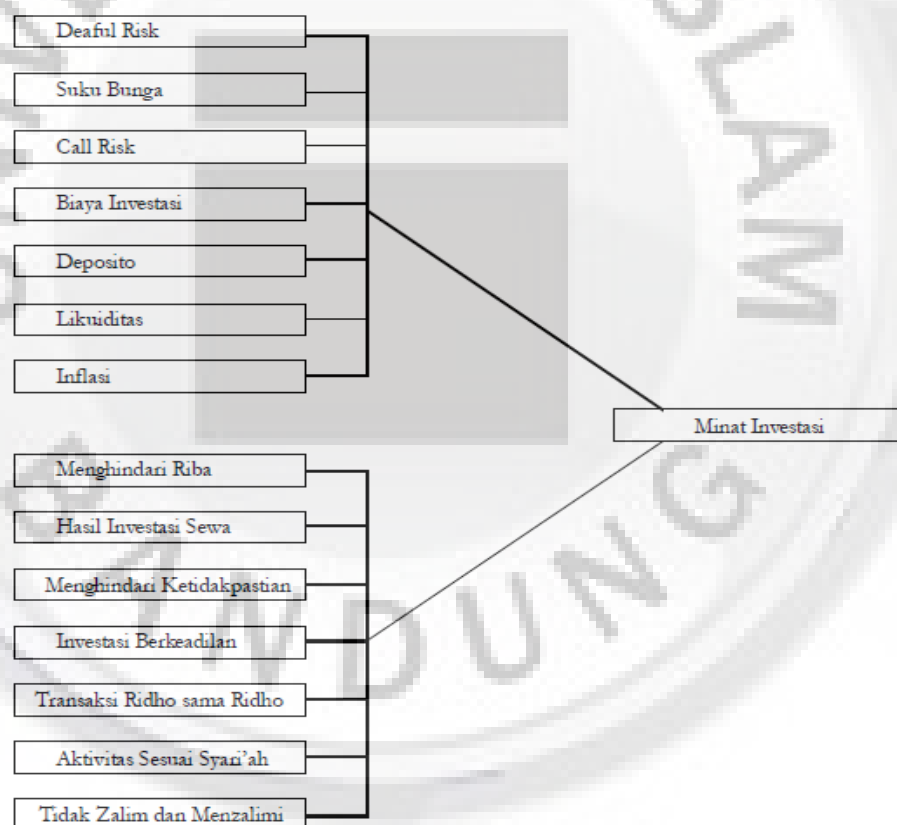 Deaful Risk
Suku Bunga
Call Risk
Biaya Investasi
Deposito
Likuiditas
Inflasi
Minat Investasi
Menghindari Riba
Hasil Investasi Sewa
Menghindari Ketidakpastian
Investasi Berkeadilan
Transaksi Ridho sama Ridho
Aktivitas Sesuai Syari'ah
Tidak Zalim dan Menzalimi